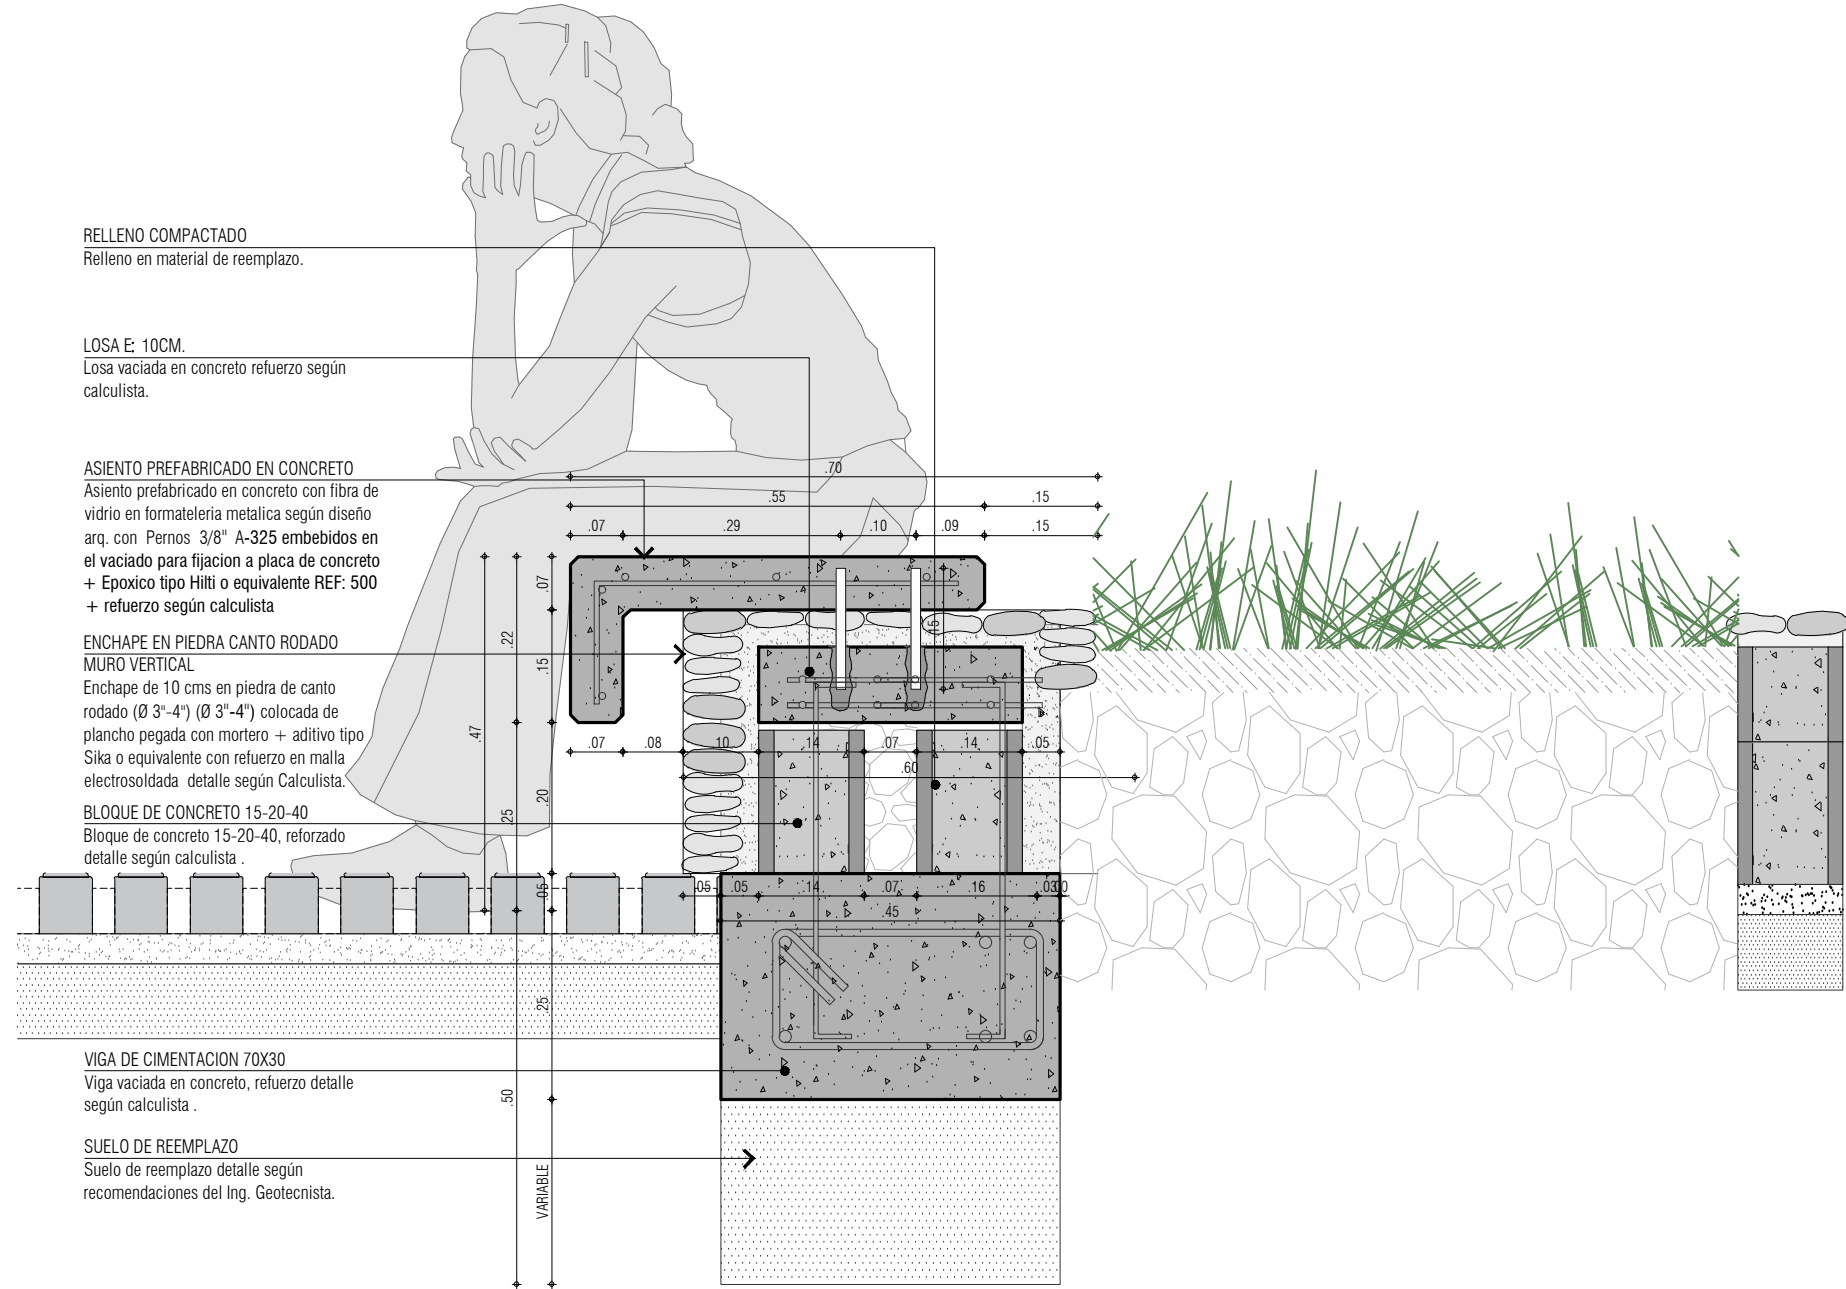 RELLENO COMPACTADO
Relleno en material de reemplazo.
LOSA E: 10CM.
Losa vaciada en concreto refuerzo según
calculista.
ASIENTO PREFABRICADO EN CONCRETO
Asiento prefabricado en concreto con fibra de
vidrio en formateleria metalica según diseño
arq. con Pernos 3/8" A-325 embebidos en
el vaciado para fijacion a placa de concreto
+ Epoxico tipo Hilti o equivalente REF: 500
+ refuerzo según calculista
ENCHAPE EN PIEDRA CANTO RODADO
MURO VERTICAL
Enchape de 10 cms en piedra de canto
rodado (Ø 3"-4") (Ø 3"-4") colocada de
plancho pegada con mortero + aditivo tipo
Sika o equivalente con refuerzo en malla
electrosoldada detalle según Calculista.
BLOQUE DE CONCRETO 15-20-40
Bloque de concreto 15-20-40, reforzado
detalle según calculista .
VIGA DE CIMENTACION 70X30
Viga vaciada en concreto, refuerzo detalle
según calculista .
SUELO DE REEMPLAZO
Suelo de reemplazo detalle según
recomendaciones del Ing. Geotecnista.
.70
.55 .15
.07 .29 .10 .09 .15
.07
.22
.15
.15
.47
.07 .08 .10 .14 .07 .14 .05
.60
.20
.25
.05
.05 .05 .14 .07 .16 .03
.45
.25
.50
VARIABLE